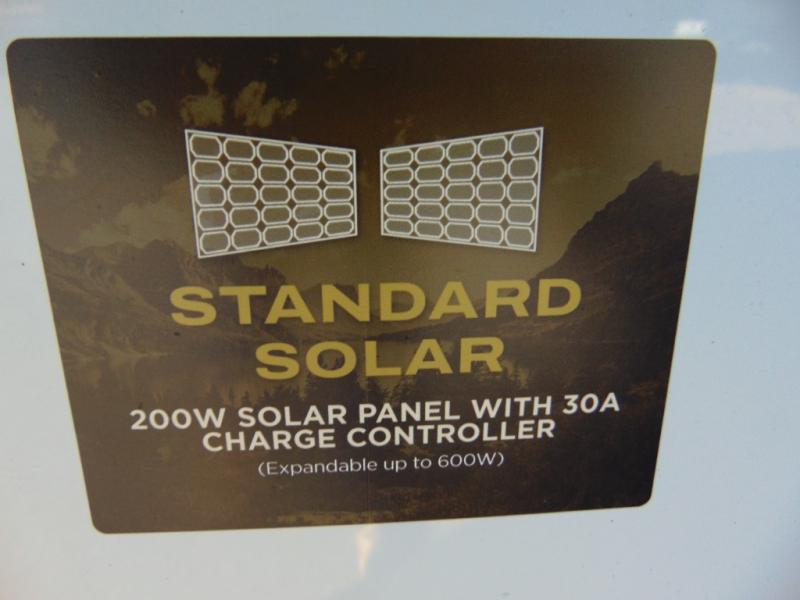 STANDARD
SOLAR
200W SOLAR PANEL WITH 30A
CHARGE CONTROLLER
(Expandable up to 600W)